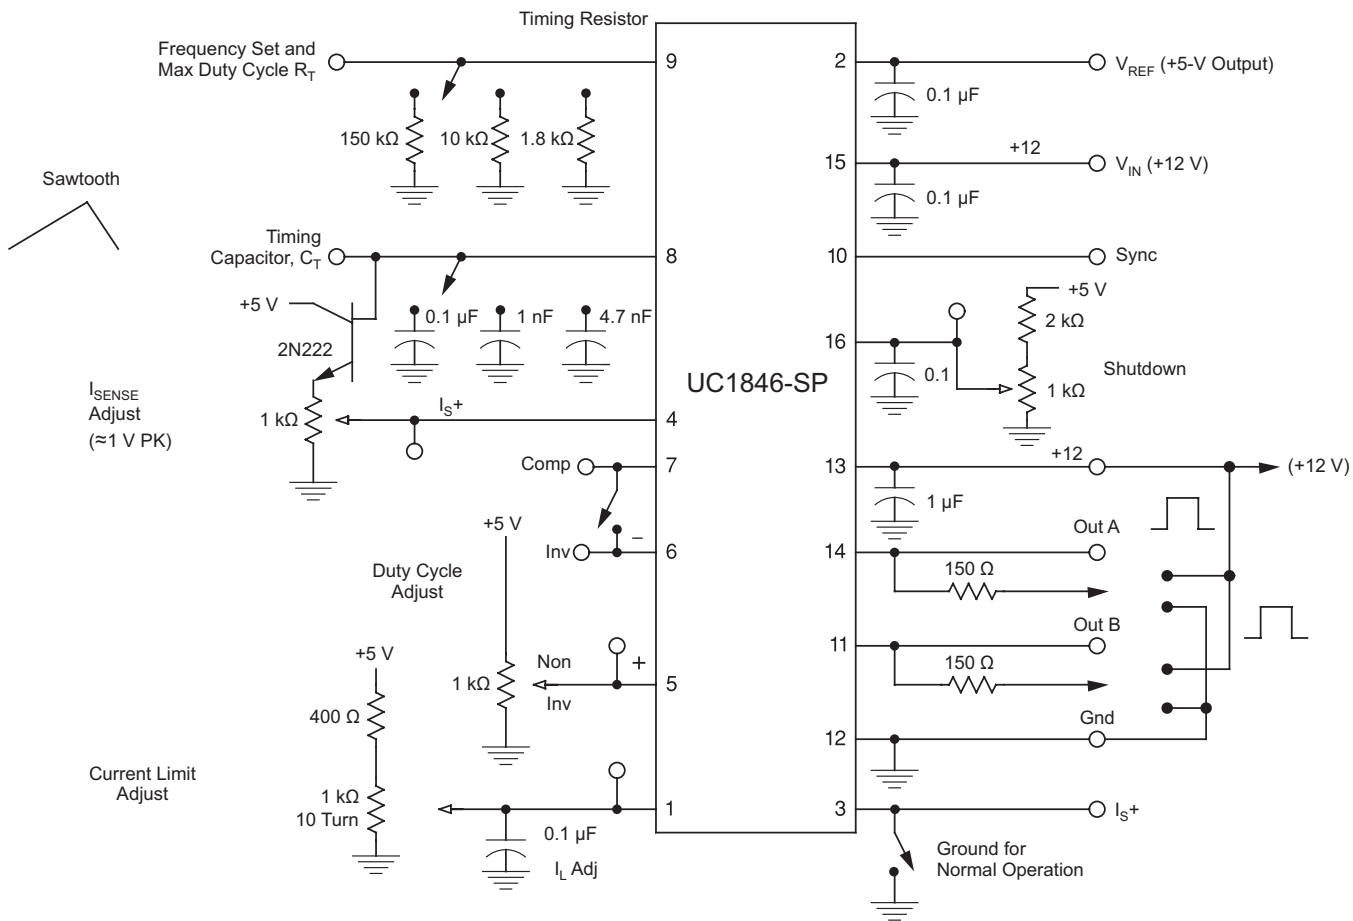 Timing Resistor
Frequency Set and
Max Duty Cycle R_T
9
150 kΩ
10 kΩ
1.8 kΩ
Sawtooth
Timing
Capacitor, C_T
8
+5 V
2N222
0.1 µF
1 nF
4.7 nF
I_SENSE
Adjust
(≈1 V PK)
1 kΩ
I_S+
4
Comp
7
Inv
–
6
Duty Cycle
Adjust
+5 V
1 kΩ
Non
Inv
+
5
+5 V
400 Ω
Current Limit
Adjust
1 kΩ
10 Turn
1
0.1 µF
I_L Adj
UC1846-SP
2
V_REF (+5-V Output)
0.1 µF
15
+12
V_IN (+12 V)
0.1 µF
10
Sync
+5 V
2 kΩ
16
0.1
1 kΩ
Shutdown
13
+12
(+12 V)
1 µF
14
Out A
150 Ω
11
Out B
150 Ω
12
Gnd
3
I_S+
Ground for
Normal Operation